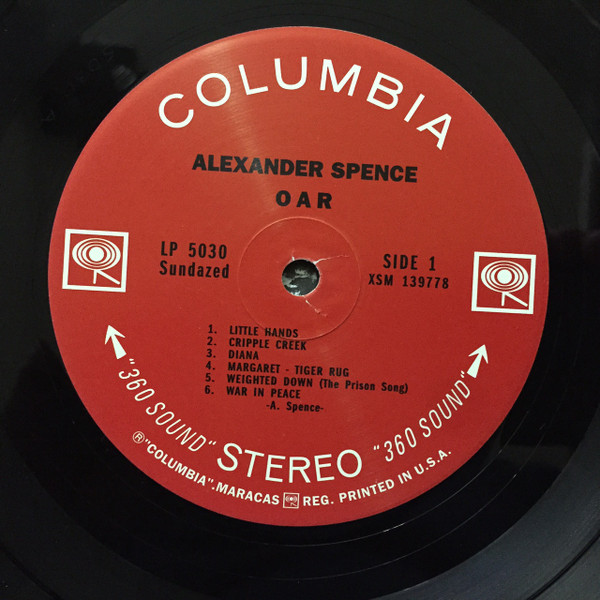 COLUMBIA
ALEXANDER SPENCE
OAR
LP 5030
Sundazed
SIDE 1
XSM 139778
1. LITTLE HANDS
2. CRIPPLE CREEK
3. DIANA
4. MARGARET - TIGER RUG
5. WEIGHTED DOWN (The Prison Song)
6. WAR IN PEACE
-A. Spence-
"360 SOUND" STEREO "360 SOUND"
®"COLUMBIA". MARCAS REG. PRINTED IN U.S.A.